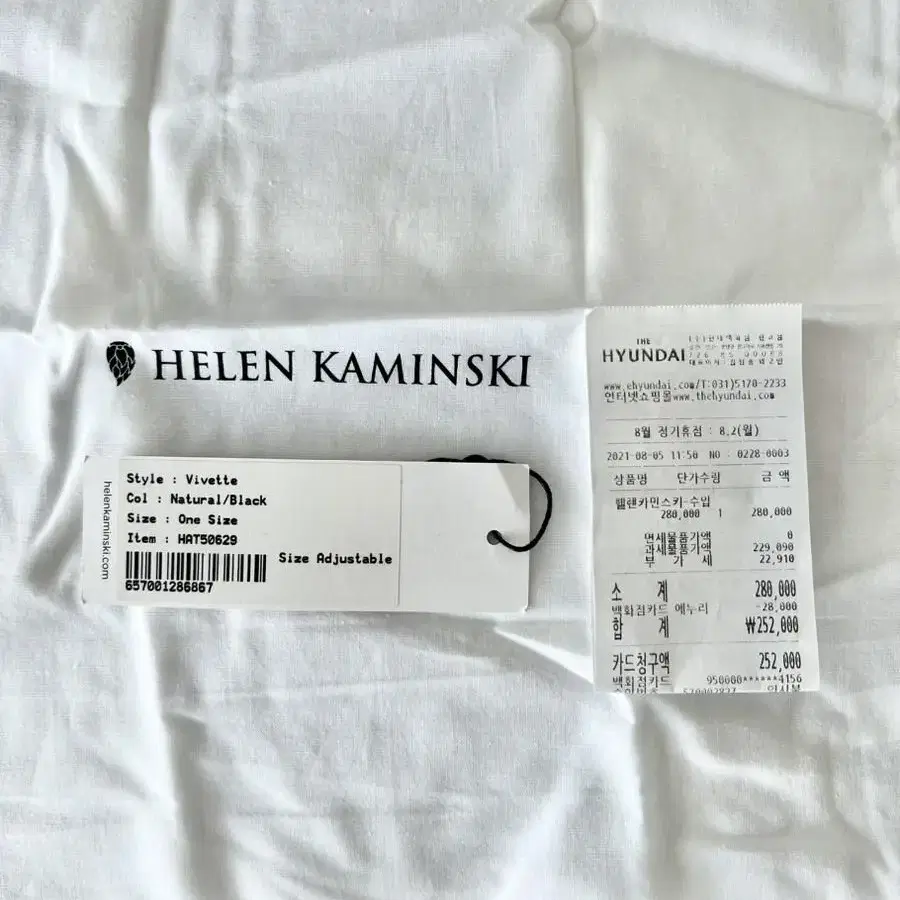 HELEN KAMINSKI
helenkaminski.com
Style : Vivette
Col : Natural/Black
Size : One Size
Item : HAT50629
Size Adjustable
657001286867
THE
HYUNDAI
www.ehyundai.com/T:031)5170-2233
인터넷쇼핑몰www.thehyundai.com
8월 정기휴점 : 8.2(월)
2021-08-05 11:50 NO : 0228-0003
상품명 단가수량 금 액
헬렌카민스키-수입
280,000 1 280,000
면세물품가액 0
과세물품가액 229,090
부 가 세 22,910
소 계 280,000
백화점카드 에누리 -28,000
합 계 ₩252,000
카드청구액 252,000
백화점카드 950000******4156